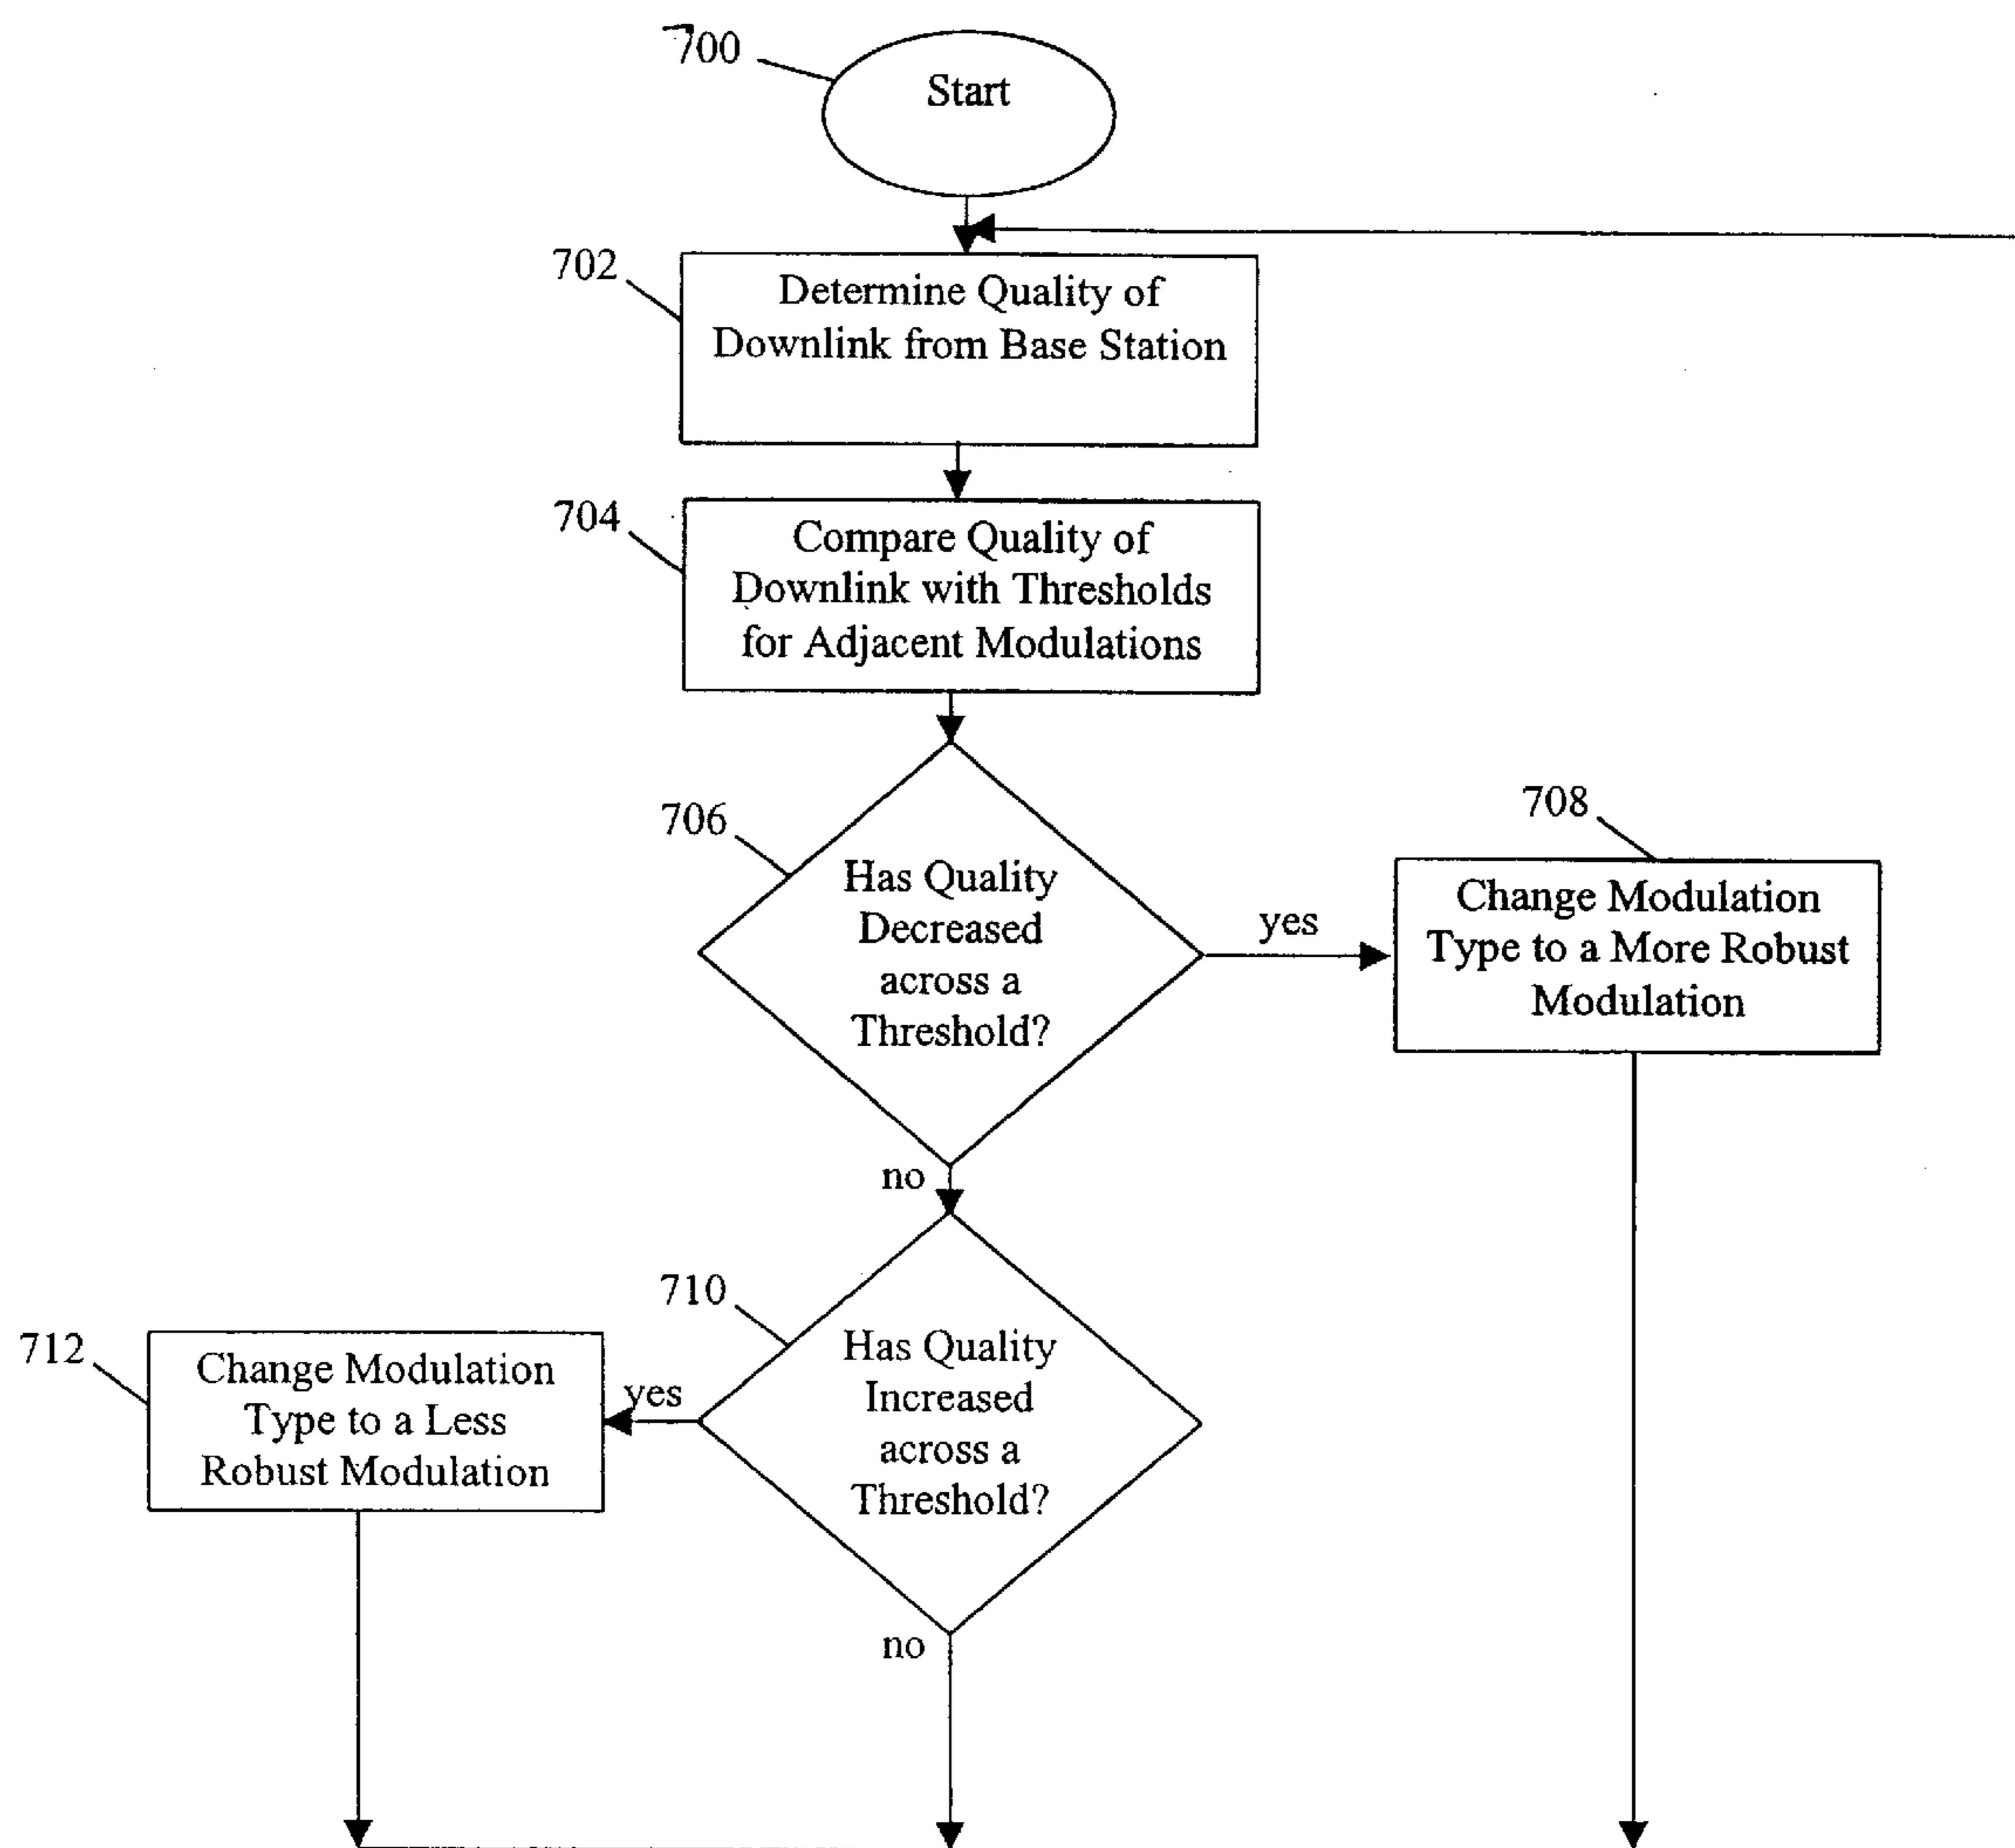 700
Start
702
Determine Quality of
Downlink from Base Station
704
Compare Quality of
Downlink with Thresholds
for Adjacent Modulations
706
Has Quality
Decreased
across a
Threshold?
yes
708
Change Modulation
Type to a More Robust
Modulation
no
710
Has Quality
Increased
across a
Threshold?
yes
712
Change Modulation
Type to a Less
Robust Modulation
no